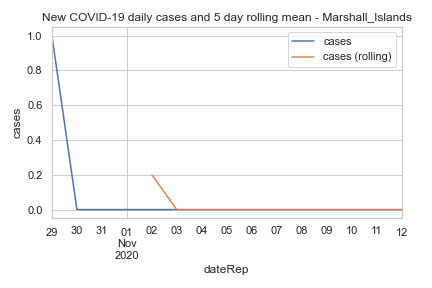 New COVID-19 daily cases and 5 day rolling mean - Marshall_Islands
cases
cases (rolling)
1.0
0.8
0.6
0.4
0.2
0.0
cases
29 30 31 01 02 03 04 05 06 07 08 09 10 11 12
Nov
2020
dateRep